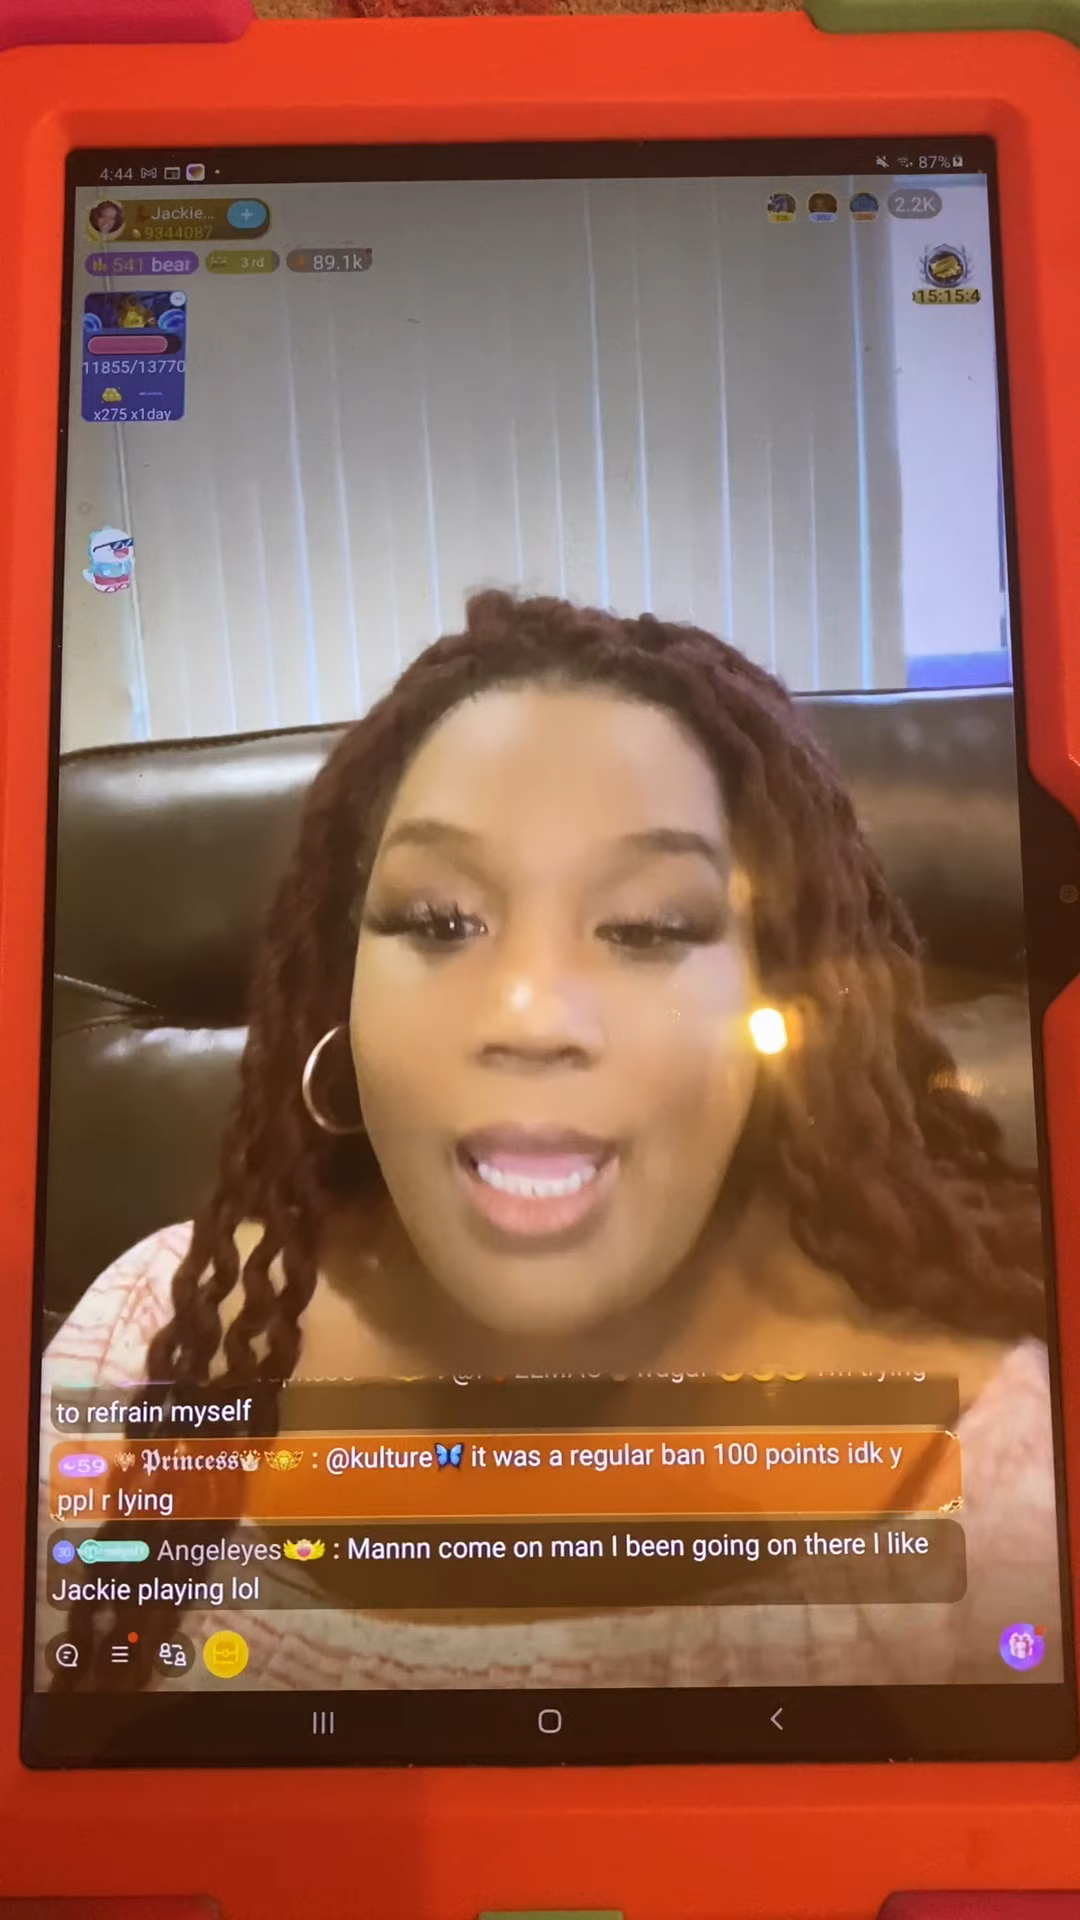 4:44
87%
Jackie...
9344087
2.2K
541 bear
3rd
89.1k
15:15:4
11855/13770
x275 x1day
to refrain myself
59 Princess : @kulture it was a regular ban 100 points idk y
ppl r lying
30 Angeleyes : Mannn come on man I been going on there I like
Jackie playing lol